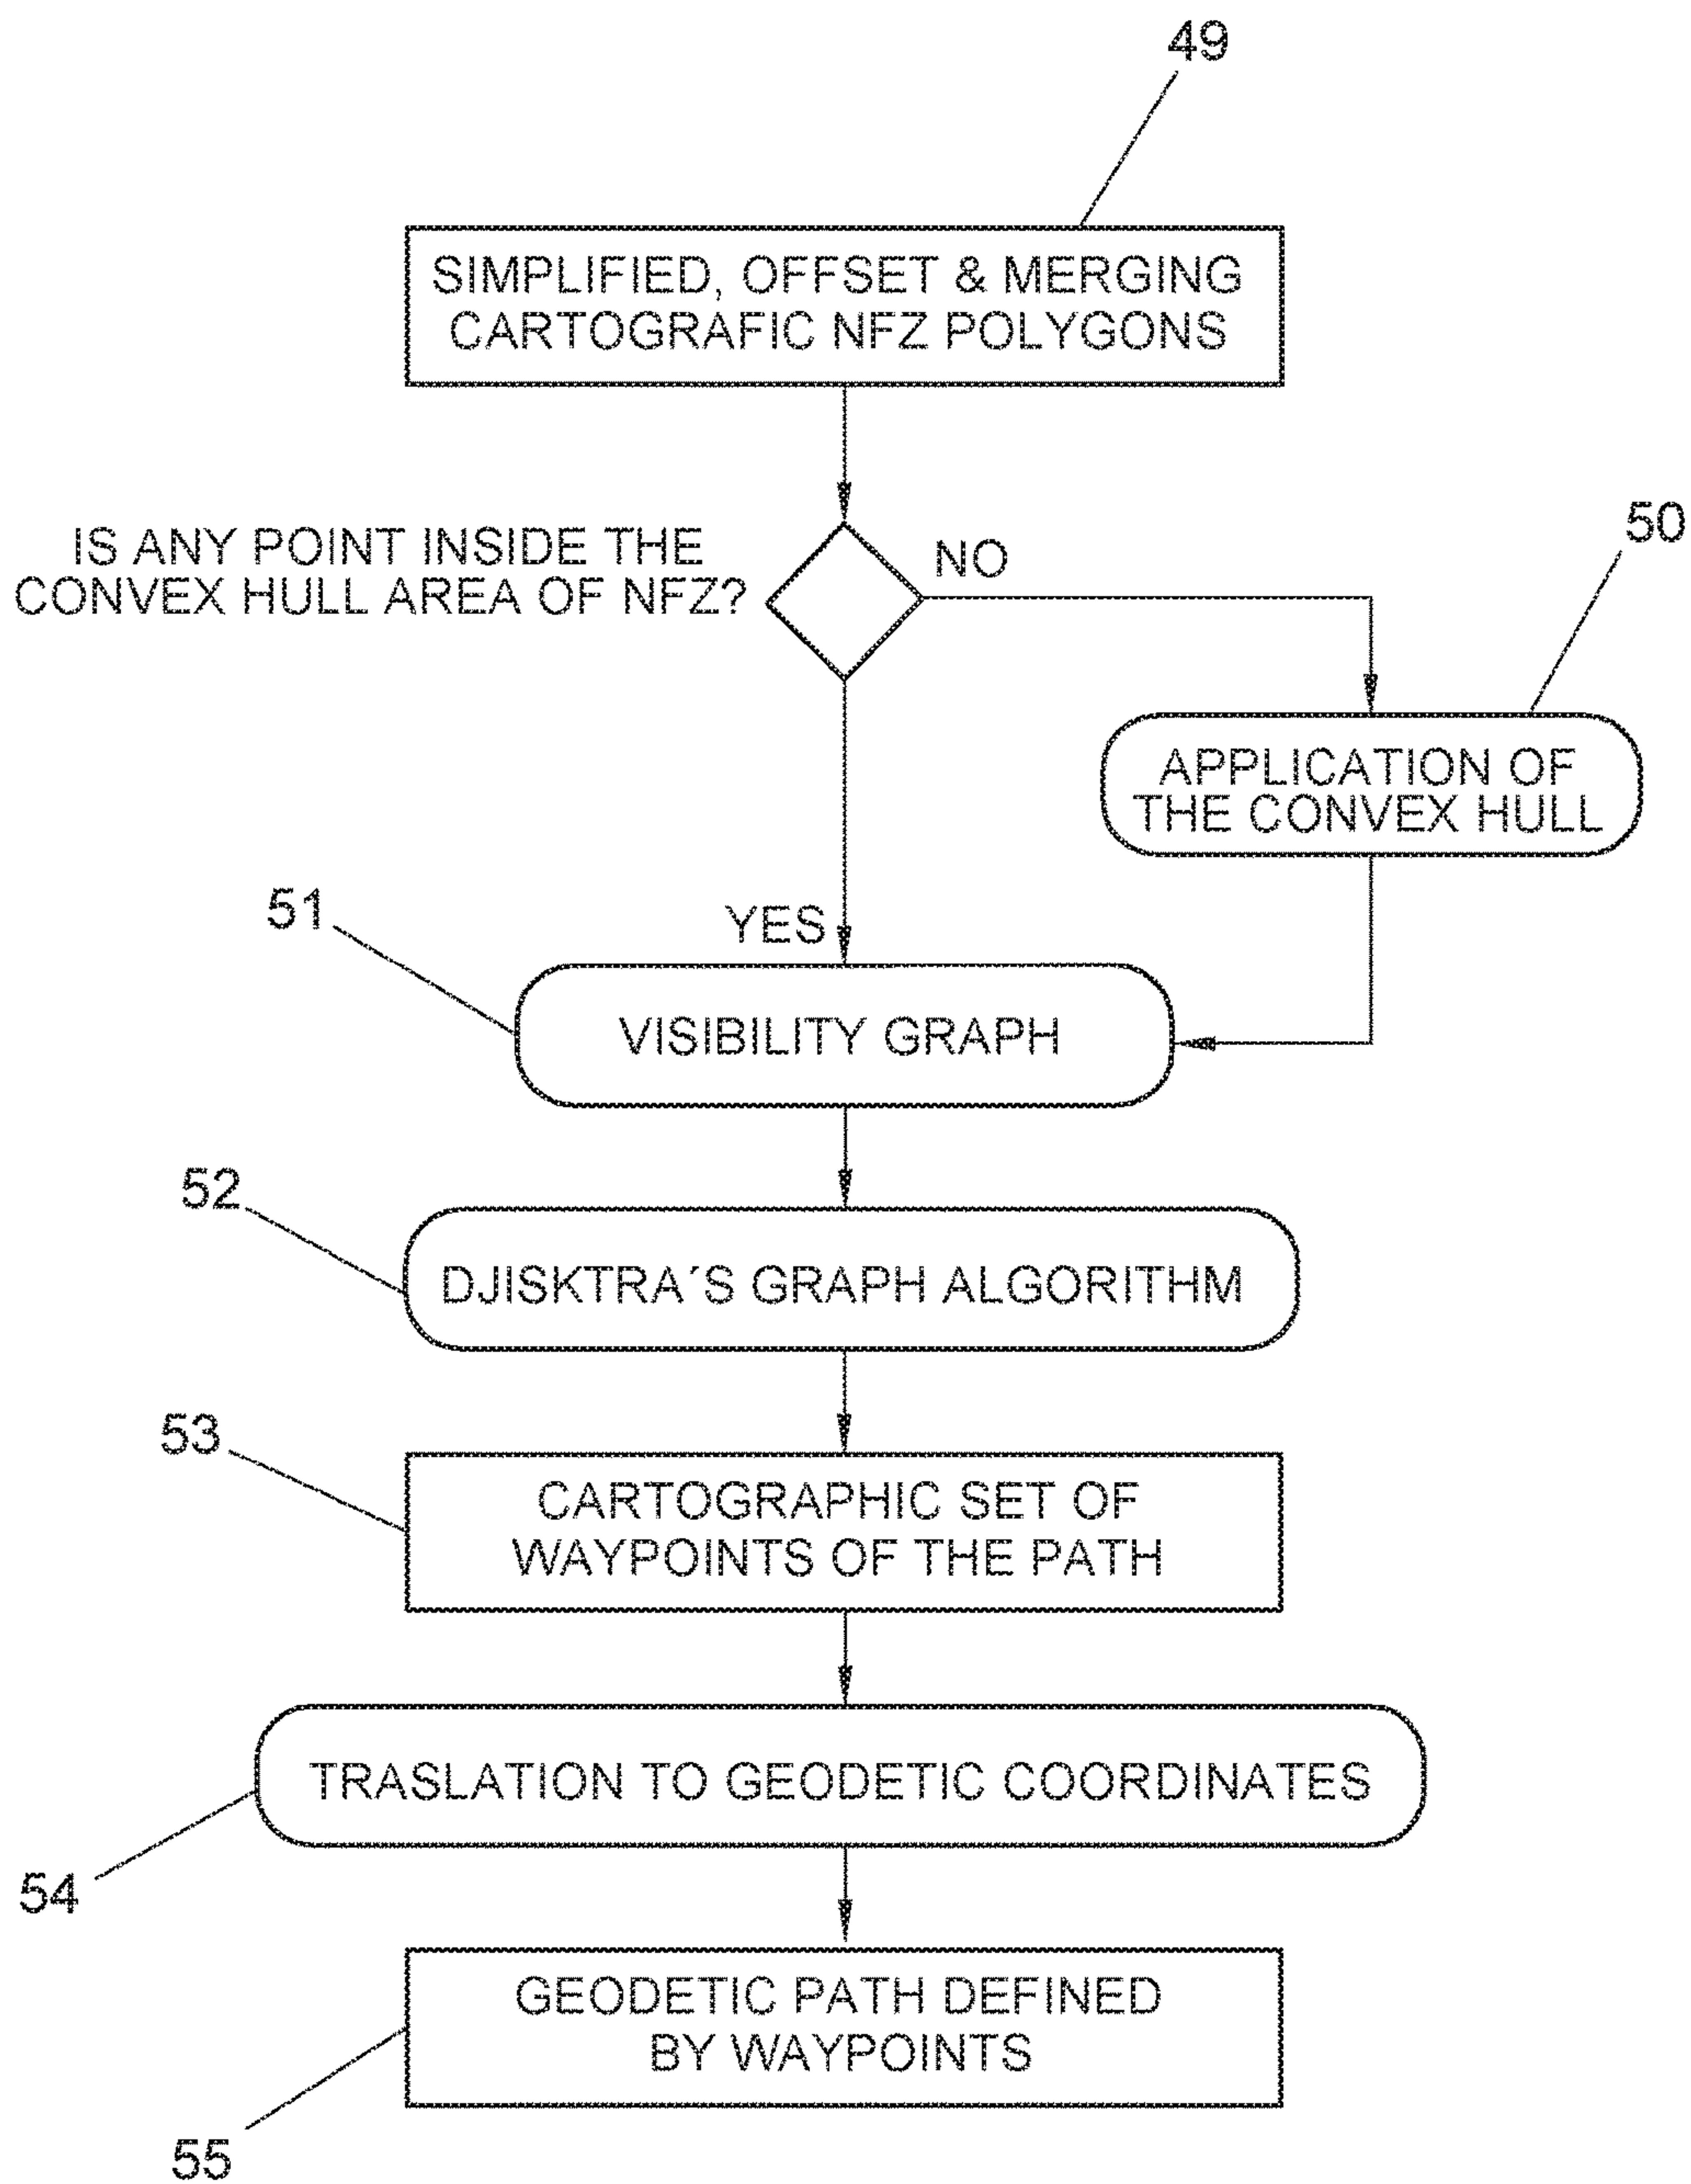 49
SIMPLIFIED, OFFSET & MERGING
CARTOGRAFIC NFZ POLYGONS
IS ANY POINT INSIDE THE
CONVEX HULL AREA OF NFZ?
NO
50
APPLICATION OF
THE CONVEX HULL
51
YES
VISIBILITY GRAPH
52
DJISKTRA´S GRAPH ALGORITHM
53
CARTOGRAPHIC SET OF
WAYPOINTS OF THE PATH
TRASLATION TO GEODETIC COORDINATES
54
GEODETIC PATH DEFINED
BY WAYPOINTS
55